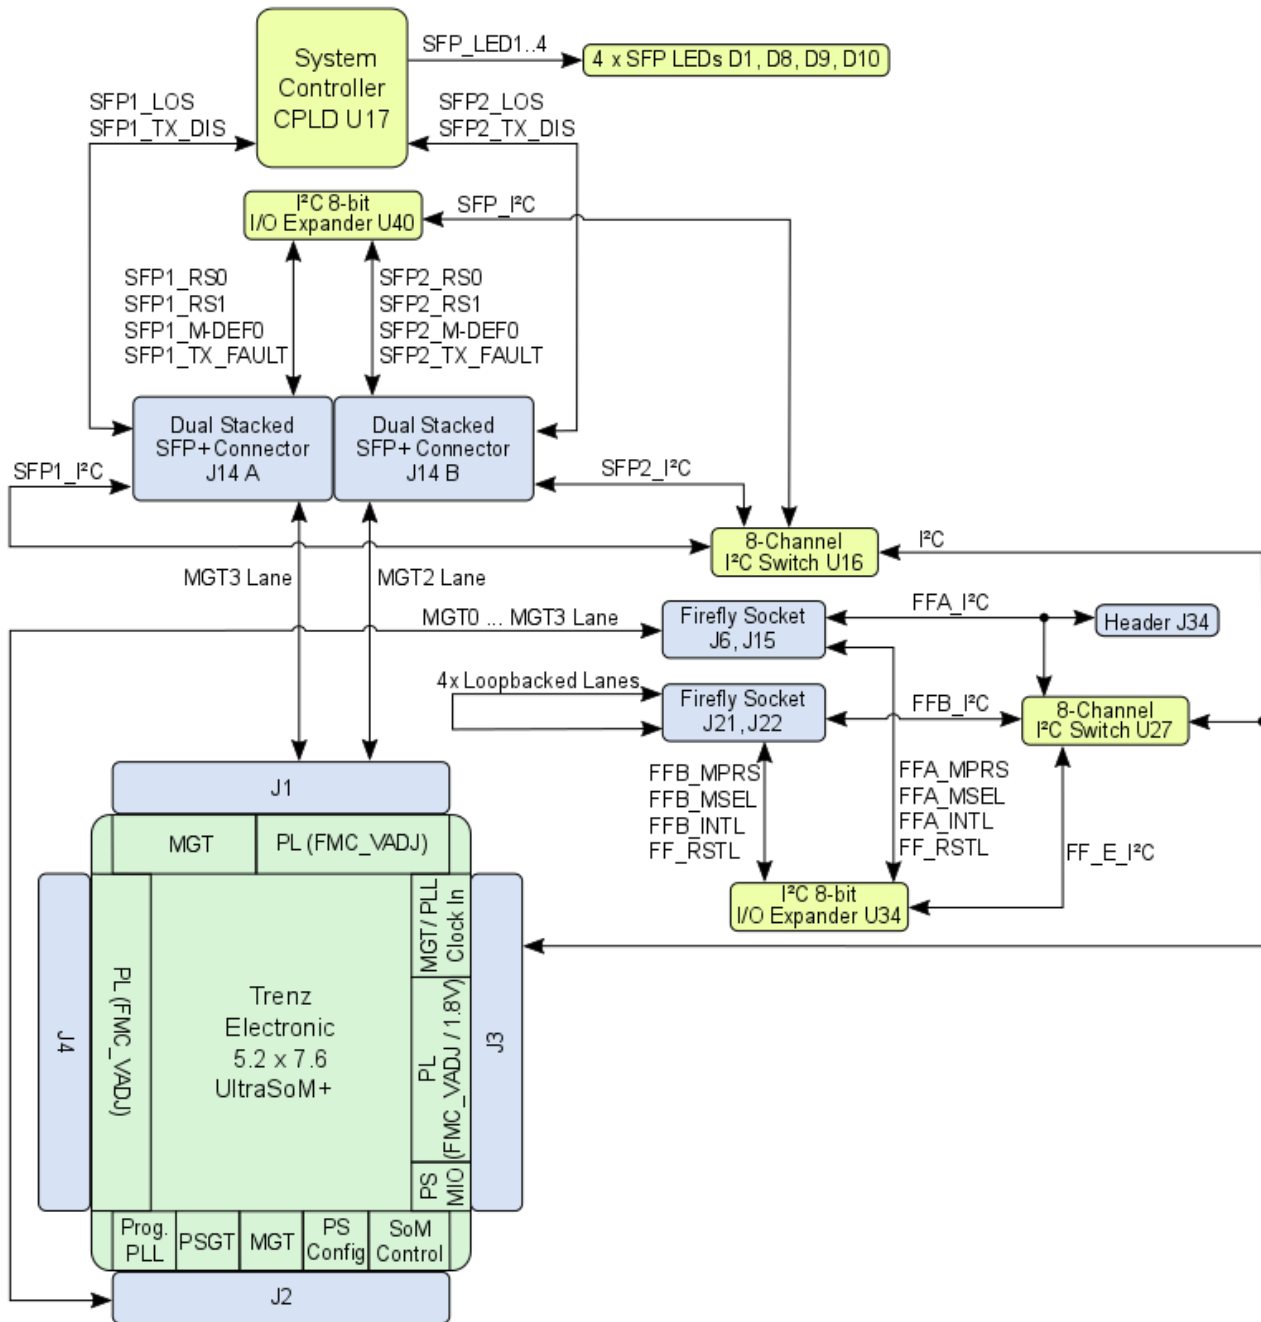 System
Controller
CPLD U17
SFP_LED1..4
4 x SFP LEDs D1, D8, D9, D10
SFP1_LOS
SFP1_TX_DIS
SFP2_LOS
SFP2_TX_DIS
I²C 8-bit
I/O Expander U40
SFP_I²C
SFP1_RS0
SFP1_RS1
SFP1_M-DEF0
SFP1_TX_FAULT
SFP2_RS0
SFP2_RS1
SFP2_M-DEF0
SFP2_TX_FAULT
Dual Stacked
SFP+ Connector
J14 A
Dual Stacked
SFP+ Connector
J14 B
SFP1_I²C
SFP2_I²C
8-Channel
I²C Switch U16
I²C
MGT3 Lane
MGT2 Lane
MGT0 ... MGT3 Lane
Firefly Socket
J6, J15
FFA_I²C
Header J34
4x Loopbacked Lanes
Firefly Socket
J21, J22
FFB_I²C
8-Channel
I²C Switch U27
FFB_MPRS
FFB_MSEL
FFB_INTL
FF_RSTL
FFA_MPRS
FFA_MSEL
FFA_INTL
FF_RSTL
FF_E_I²C
I²C 8-bit
I/O Expander U34
J1
MGT
PL (FMC_VADJ)
MGT / PLL
Clock In
PL (FMC_VADJ)
J4
Trenz
Electronic
5.2 x 7.6
UltraSoM+
PL
(FMC_VADJ / 1.8V)
J3
PS
MIO
Prog.
PLL
PSGT
MGT
PS
Config
SoM
Control
J2